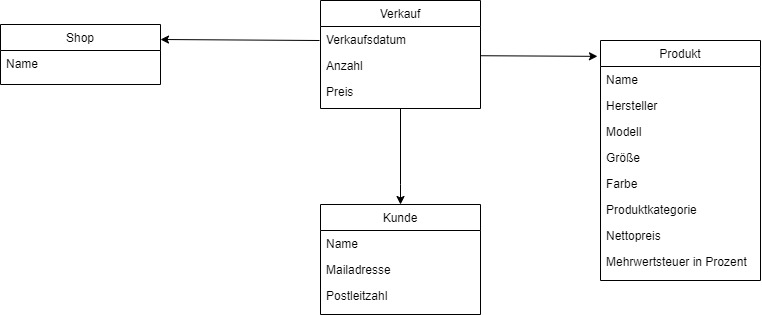 Shop
Name
Verkauf
Verkaufsdatum
Anzahl
Preis
Produkt
Name
Hersteller
Modell
Größe
Farbe
Produktkategorie
Nettopreis
Mehrwertsteuer in Prozent
Kunde
Name
Mailadresse
Postleitzahl